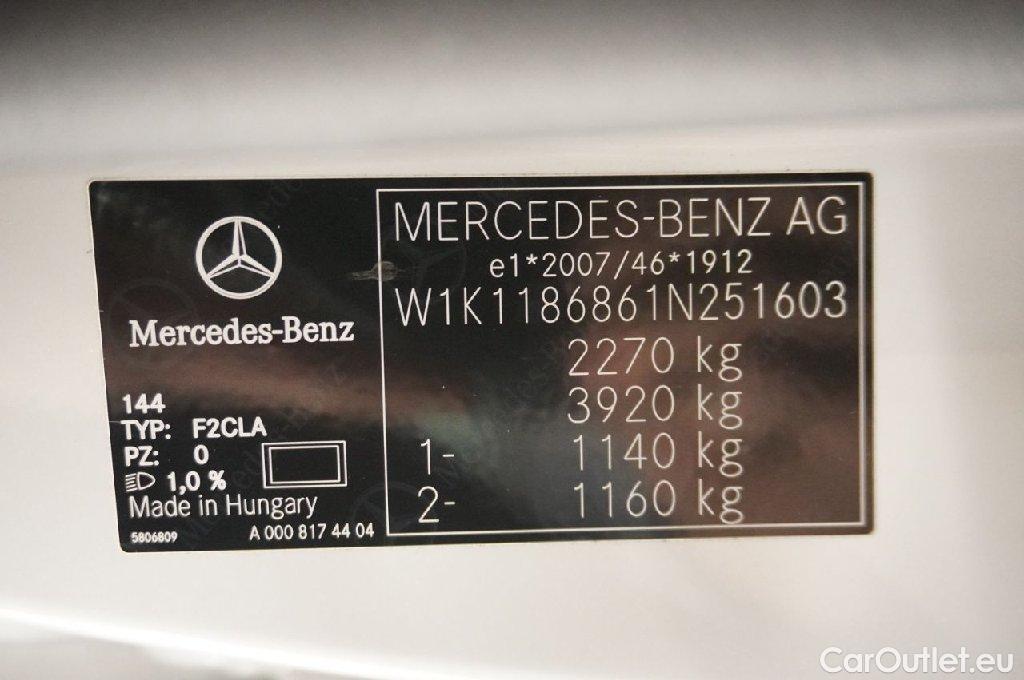 Mercedes-Benz
144
TYP: F2CLA
PZ: 0
1,0 %
Made in Hungary
5806809
A 000 817 44 04
MERCEDES-BENZ AG
e1*2007/46*1912
W1K1186861N251603
2270 kg
3920 kg
1- 1140 kg
2- 1160 kg
CarOutlet.eu